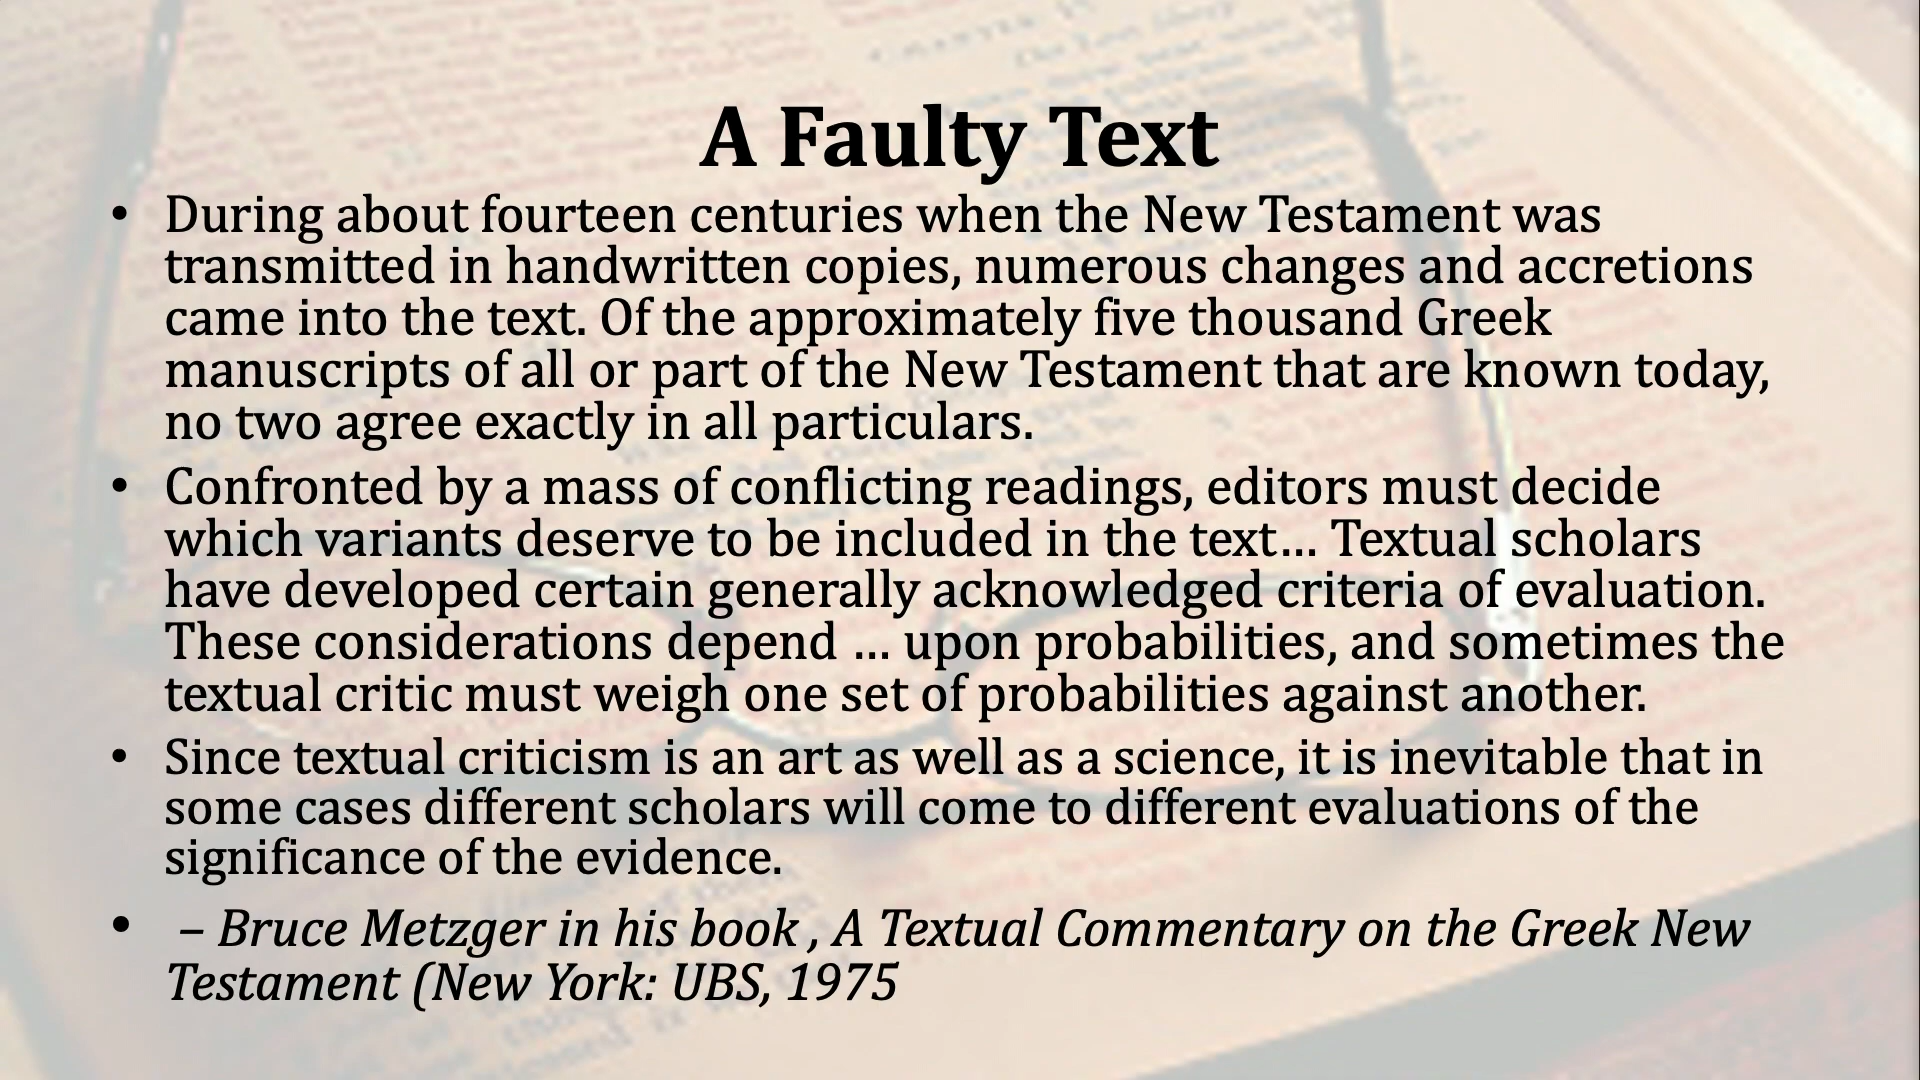 A Faulty Text
• During about fourteen centuries when the New Testament was
transmitted in handwritten copies, numerous changes and accretions
came into the text. Of the approximately five thousand Greek
manuscripts of all or part of the New Testament that are known today,
no two agree exactly in all particulars.
• Confronted by a mass of conflicting readings, editors must decide
which variants deserve to be included in the text… Textual scholars
have developed certain generally acknowledged criteria of evaluation.
These considerations depend … upon probabilities, and sometimes the
textual critic must weigh one set of probabilities against another.
• Since textual criticism is an art as well as a science, it is inevitable that in
some cases different scholars will come to different evaluations of the
significance of the evidence.
• – Bruce Metzger in his book , A Textual Commentary on the Greek New
Testament (New York: UBS, 1975